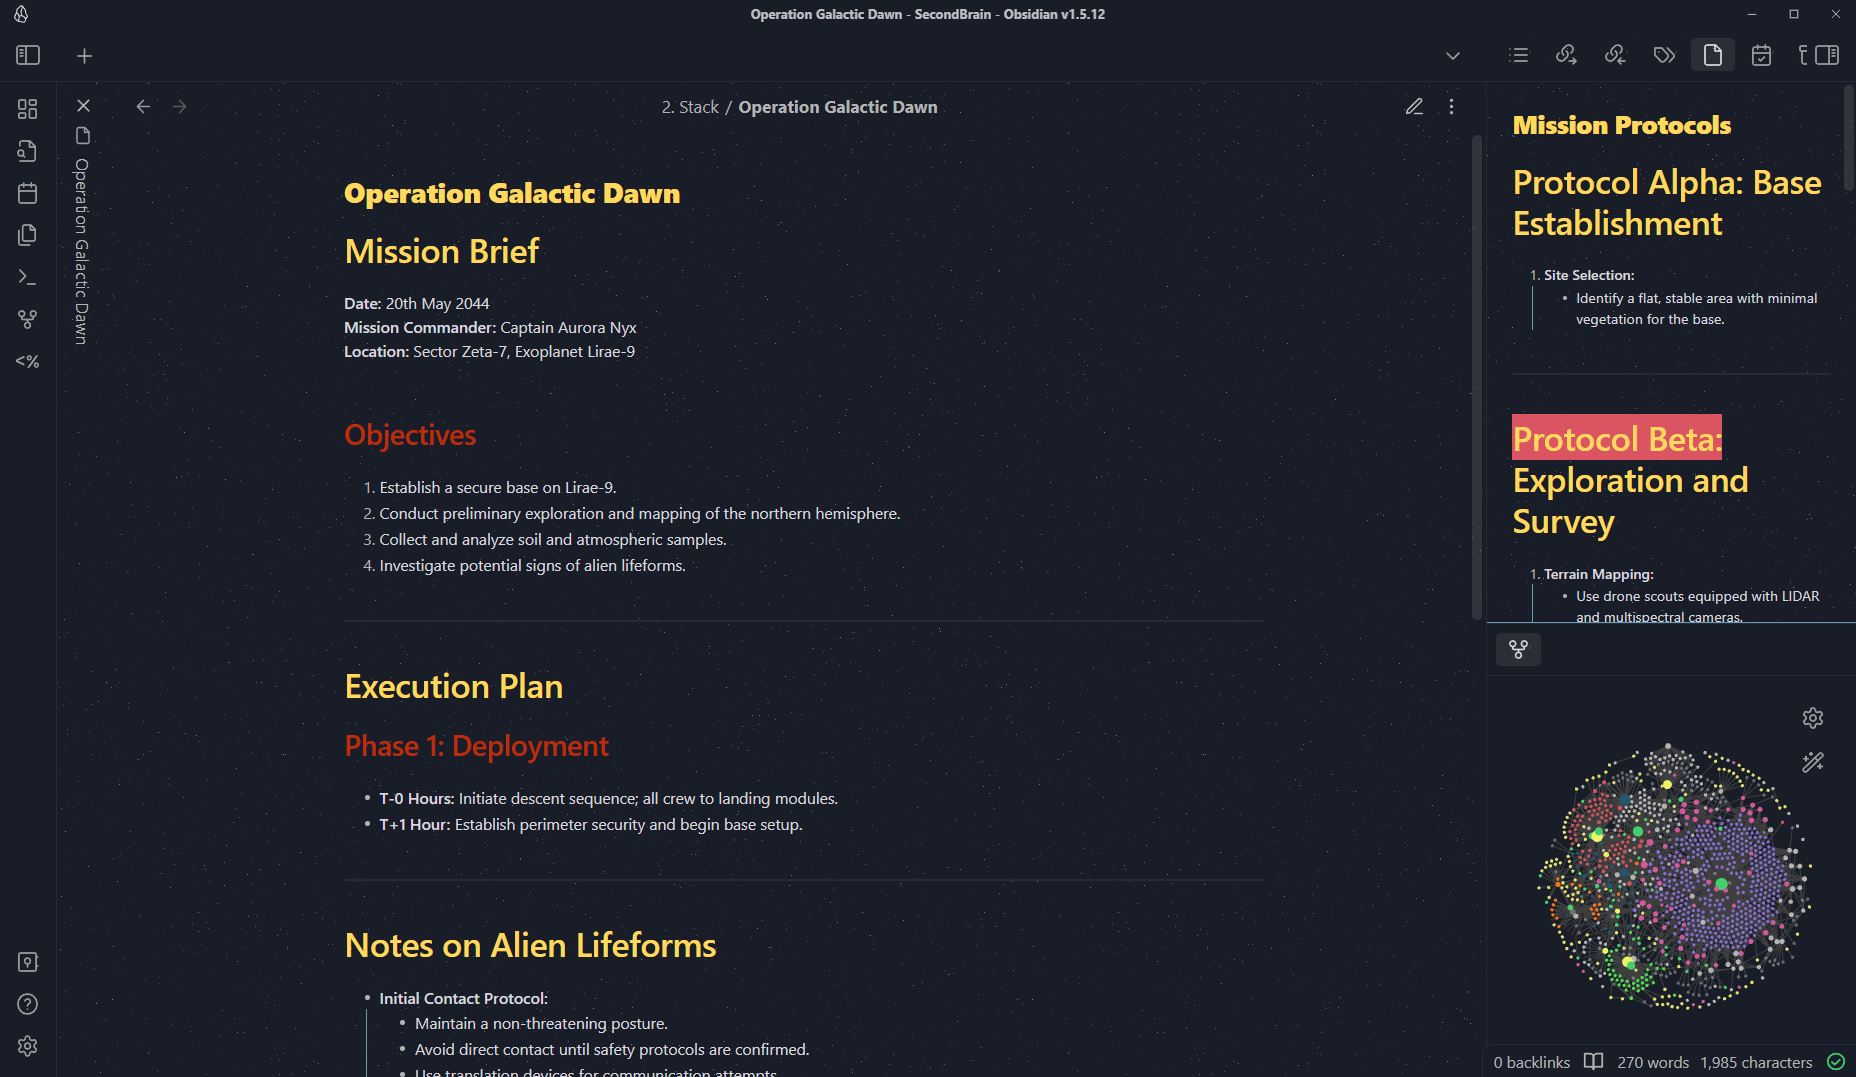 Operation Galactic Dawn - SecondBrain - Obsidian v1.5.12
Operation Galactic Dawn
2. Stack / Operation Galactic Dawn
Operation Galactic Dawn
Mission Brief
Date: 20th May 2044
Mission Commander: Captain Aurora Nyx
Location: Sector Zeta-7, Exoplanet Lirae-9
Objectives
1. Establish a secure base on Lirae-9.
2. Conduct preliminary exploration and mapping of the northern hemisphere.
3. Collect and analyze soil and atmospheric samples.
4. Investigate potential signs of alien lifeforms.
Execution Plan
Phase 1: Deployment
• T-0 Hours: Initiate descent sequence; all crew to landing modules.
• T+1 Hour: Establish perimeter security and begin base setup.
Notes on Alien Lifeforms
• Initial Contact Protocol:
• Maintain a non-threatening posture.
• Avoid direct contact until safety protocols are confirmed.
• Use translation devices for communication attempts.
Mission Protocols
Protocol Alpha: Base
Establishment
1. Site Selection:
• Identify a flat, stable area with minimal
vegetation for the base.
Protocol Beta:
Exploration and
Survey
1. Terrain Mapping:
• Use drone scouts equipped with LIDAR
and multispectral cameras.
0 backlinks 270 words 1,985 characters